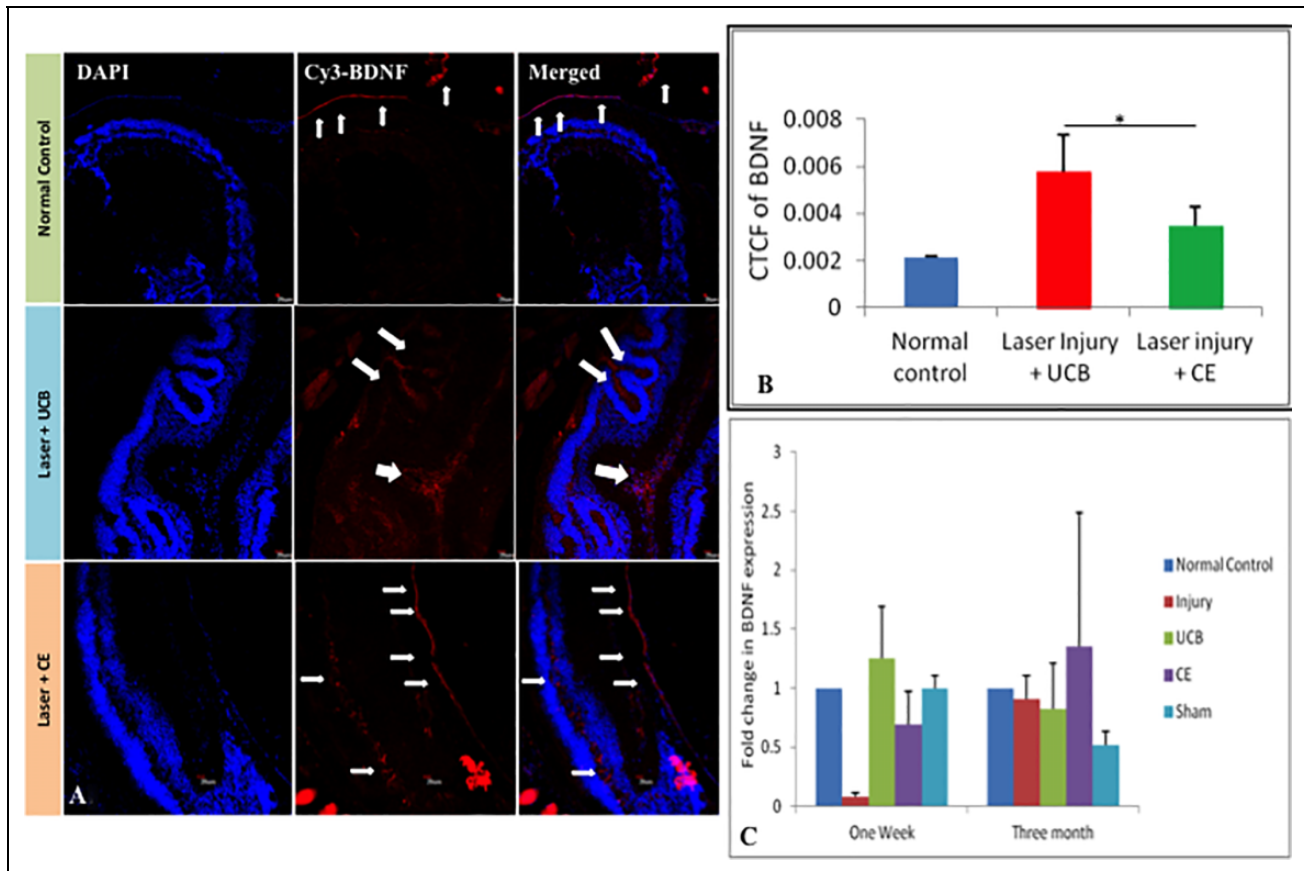 DAPI
Cy3-BDNF
Merged
Normal Control
Laser + UCB
Laser + CE
A
CTCF of BDNF
0.008
0.006
0.004
0.002
0
Normal control
Laser Injury + UCB
Laser injury + CE
*
B
Fold change in BDNF expression
3
2.5
2
1.5
1
0.5
0
One Week
Three month
Normal Control
Injury
UCB
CE
Sham
C